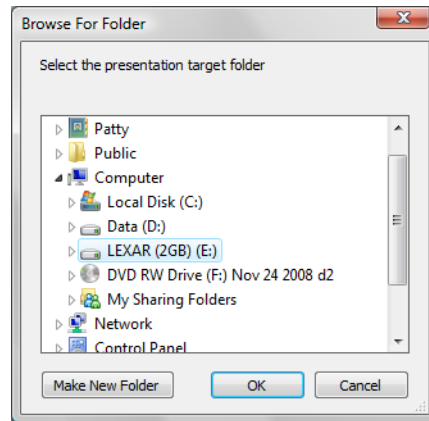 Browse For Folder
Select the presentation target folder
Patty
Public
Computer
Local Disk (C:)
Data (D:)
LEXAR (2GB) (E:)
DVD RW Drive (F:) Nov 24 2008 d2
My Sharing Folders
Network
Control Panel
Make New Folder OK Cancel